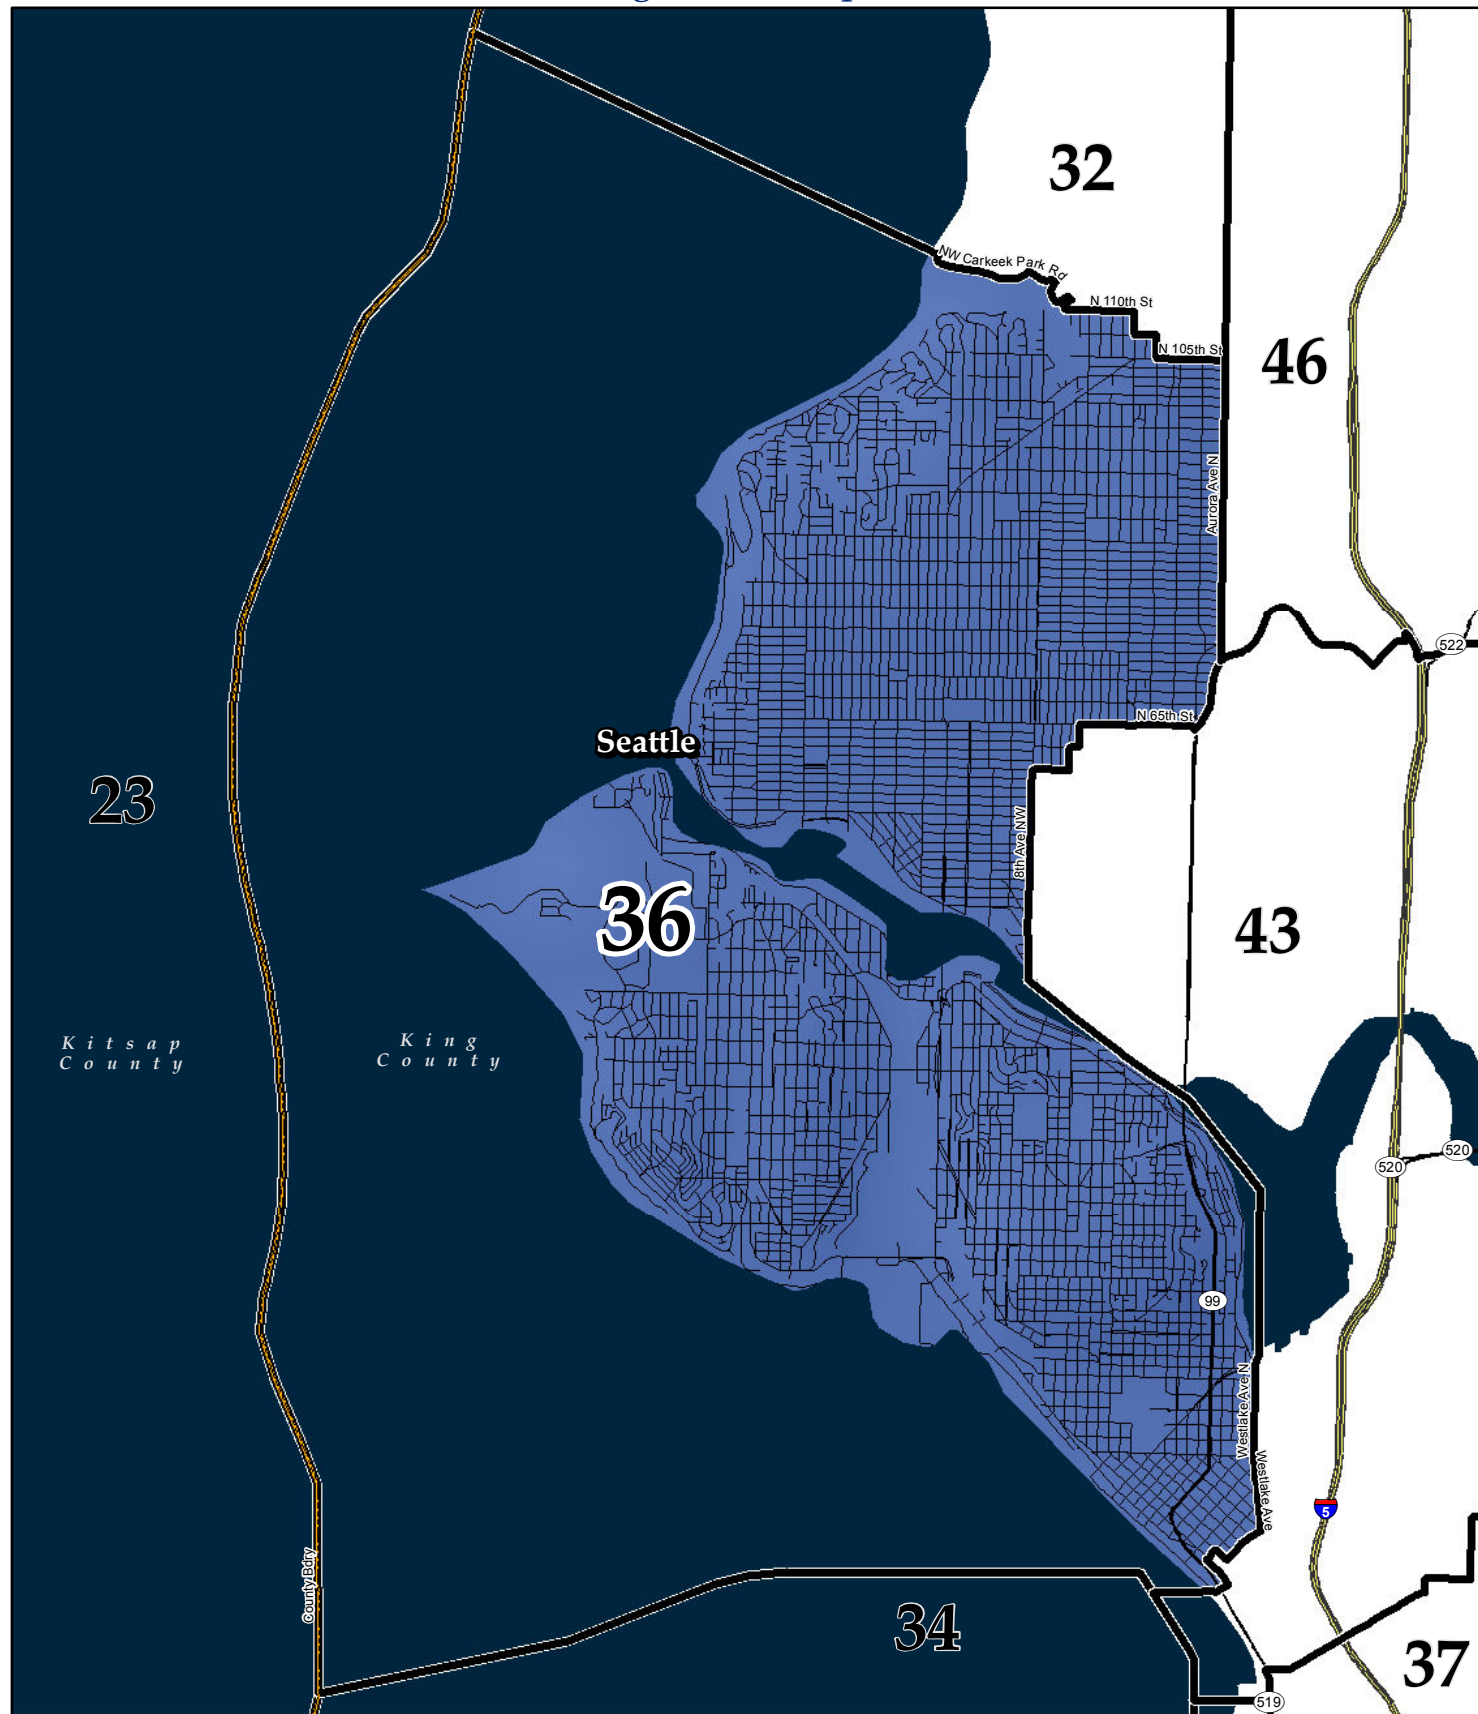 32
NW Carkeek Park Rd
N 110th St
N 105th St
46
Aurora Ave N
522
N 65th St
Seattle
23
8th Ave NW
36
43
Kitsap
County
King
County
520
520
99
Westlake Ave N
Westlake Ave
5
County Bdry
34
37
519